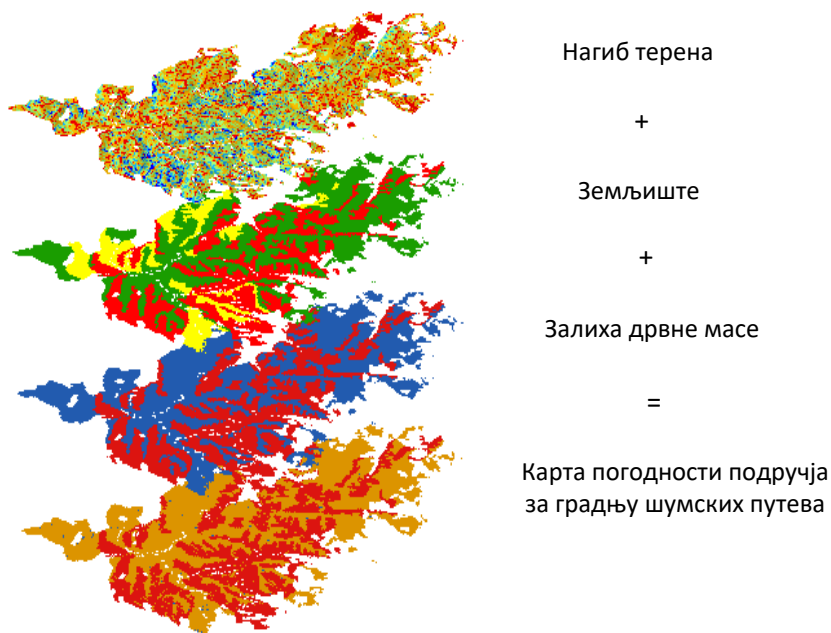 Нагиб терена
+
Земљиште
+
Залиха дрвне масе
=
Карта погодности подручја
за градњу шумских путева